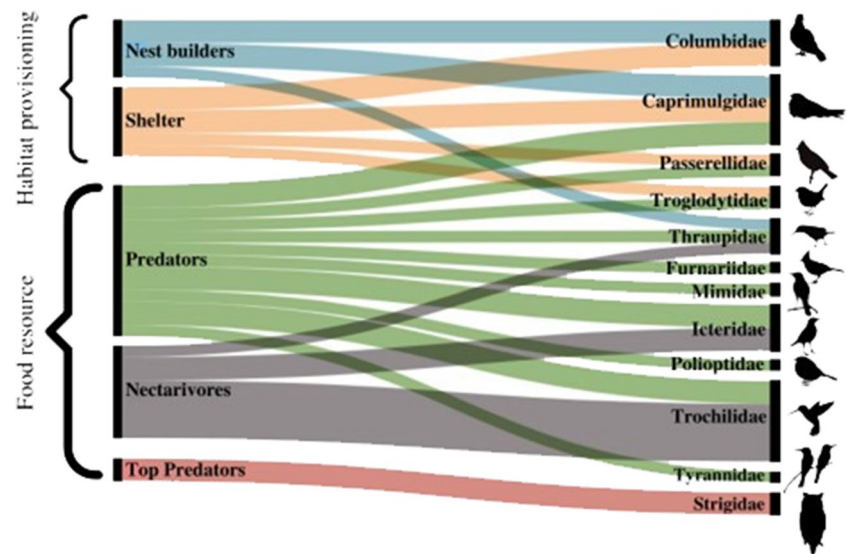 Habitat provisioning
Food resource
Nest builders
Shelter
Predators
Nectarivores
Top Predators
Columbidae
Caprimulgidae
Passerellidae
Troglodytidae
Thraupidae
Furnariidae
Mimidae
Icteridae
Polioptidae
Trochilidae
Tyrannidae
Strigidae